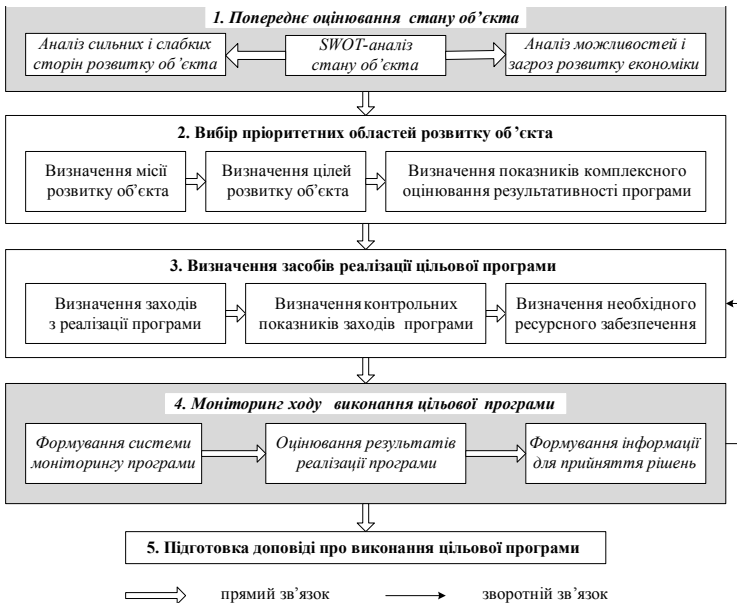 1. Попереднє оцінювання стану об’єкта
Аналіз сильних і слабких
сторін розвитку об’єкта
SWOT-аналіз
стану об’єкта
Аналіз можливостей і
загроз розвитку економіки
2. Вибір пріоритетних областей розвитку об’єкта
Визначення місії
розвитку об’єкта
Визначення цілей
розвитку об’єкта
Визначення показників комплексного
оцінювання результативності програми
3. Визначення засобів реалізації цільової програми
Визначення заходів
з реалізації програми
Визначення контрольних
показників заходів програми
Визначення необхідного
ресурсного забезпечення
4. Моніторинг ходу виконання цільової програми
Формування системи
моніторингу програми
Оцінювання результатів
реалізації програми
Формування інформації
для прийняття рішень
5. Підготовка доповіді про виконання цільової програми
прямий зв’язок
зворотній зв’язок